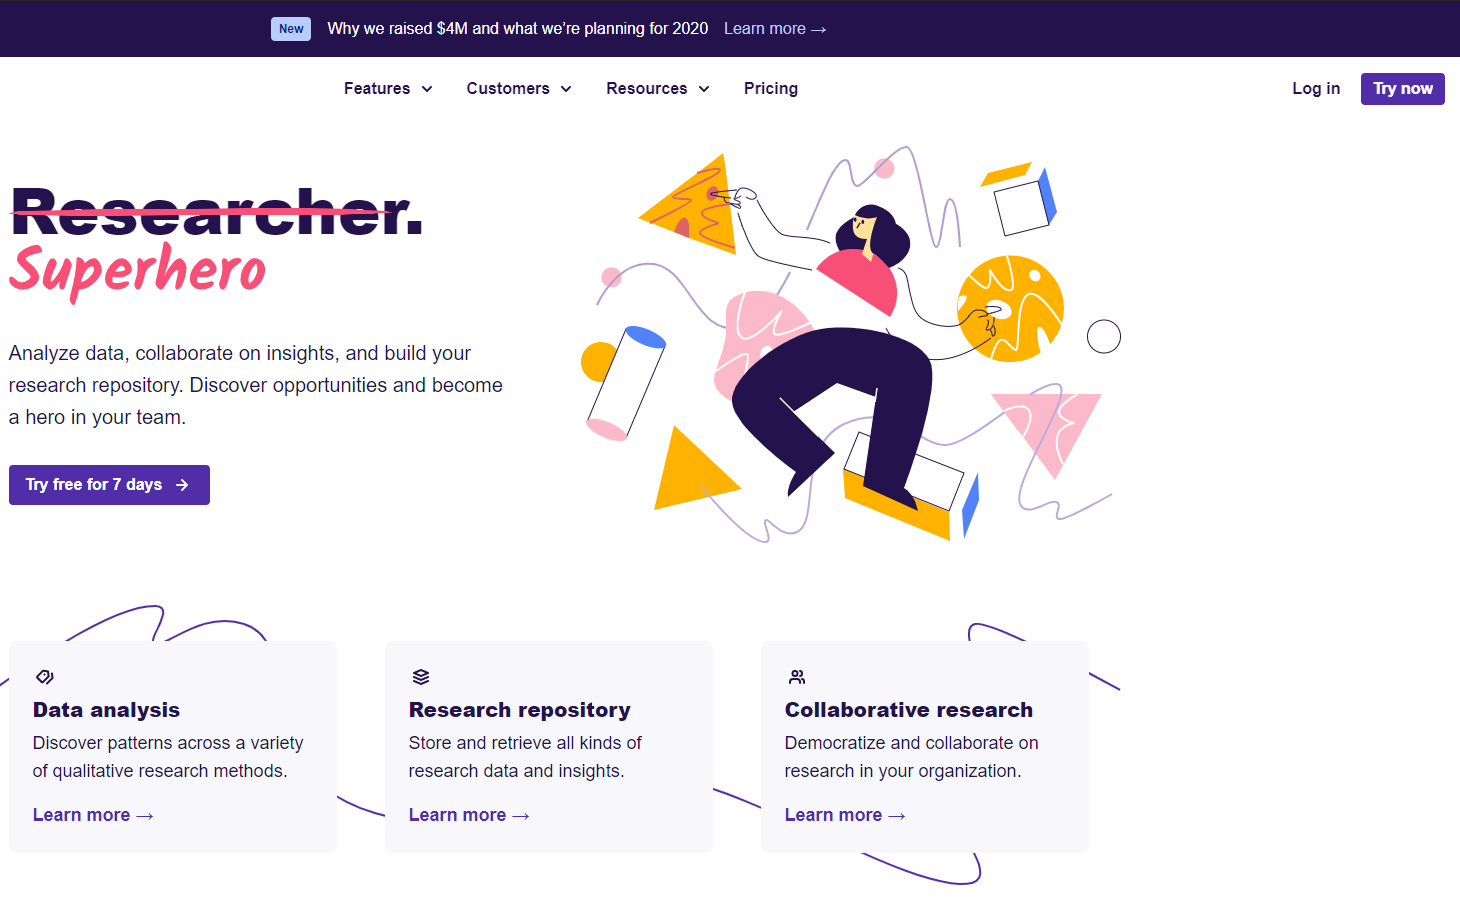 New Why we raised $4M and what we’re planning for 2020 Learn more →
Features Customers Resources Pricing Log in Try now
Researcher.
Superhero
Analyze data, collaborate on insights, and build your
research repository. Discover opportunities and become
a hero in your team.
Try free for 7 days →
Data analysis
Discover patterns across a variety
of qualitative research methods.
Learn more →
Research repository
Store and retrieve all kinds of
research data and insights.
Learn more →
Collaborative research
Democratize and collaborate on
research in your organization.
Learn more →